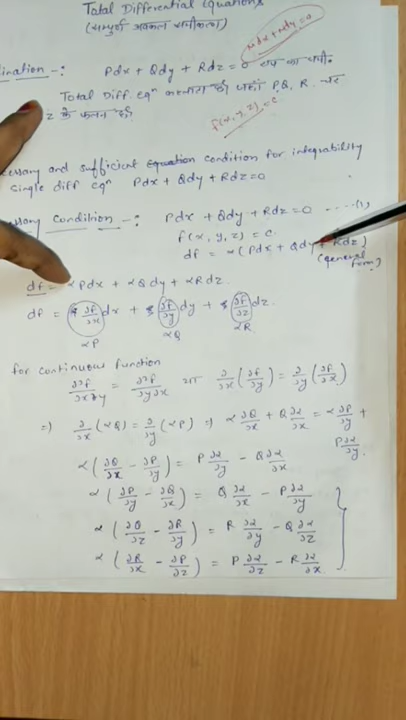 Total Differential Equations
(सम्पूर्ण अवकल समीकरण)
Mdx + Ndy = 0
Pdx + Qdy + Rdz = 0
Total Diff. Eqⁿ कहलाता है। जहाँ P, Q, R
z के फलन है।
f(x, y, z) = c
and sufficient condition for integrability
single diff eqⁿ Pdx + Qdy + Rdz = 0
Condition -: Pdx + Qdy + Rdz = 0 .....(1)
f(x, y, z) = c
df = α(Pdx + Qdy + Rdz)
(general form)
df = αPdx + αQdy + αRdz.
df = ∂f/∂x dx + ∂f/∂y dy + ∂f/∂z dz.
αP αQ αR
for continuous function
∂²f/∂x∂y = ∂²f/∂y∂x या ∂/∂x (∂f/∂y) = ∂/∂y (∂f/∂x)
⇒ ∂/∂x (αQ) = ∂/∂y (αP) ⇒ α ∂Q/∂x + Q ∂α/∂x = α ∂P/∂y +
P ∂α/∂y.
α (∂Q/∂x - ∂P/∂y) = P ∂α/∂y - Q ∂α/∂x
α (∂P/∂y - ∂Q/∂x) = Q ∂α/∂x - P ∂α/∂y
α (∂Q/∂z - ∂R/∂y) = R ∂α/∂y - Q ∂α/∂z
α (∂R/∂x - ∂P/∂z) = P ∂α/∂z - R ∂α/∂x.